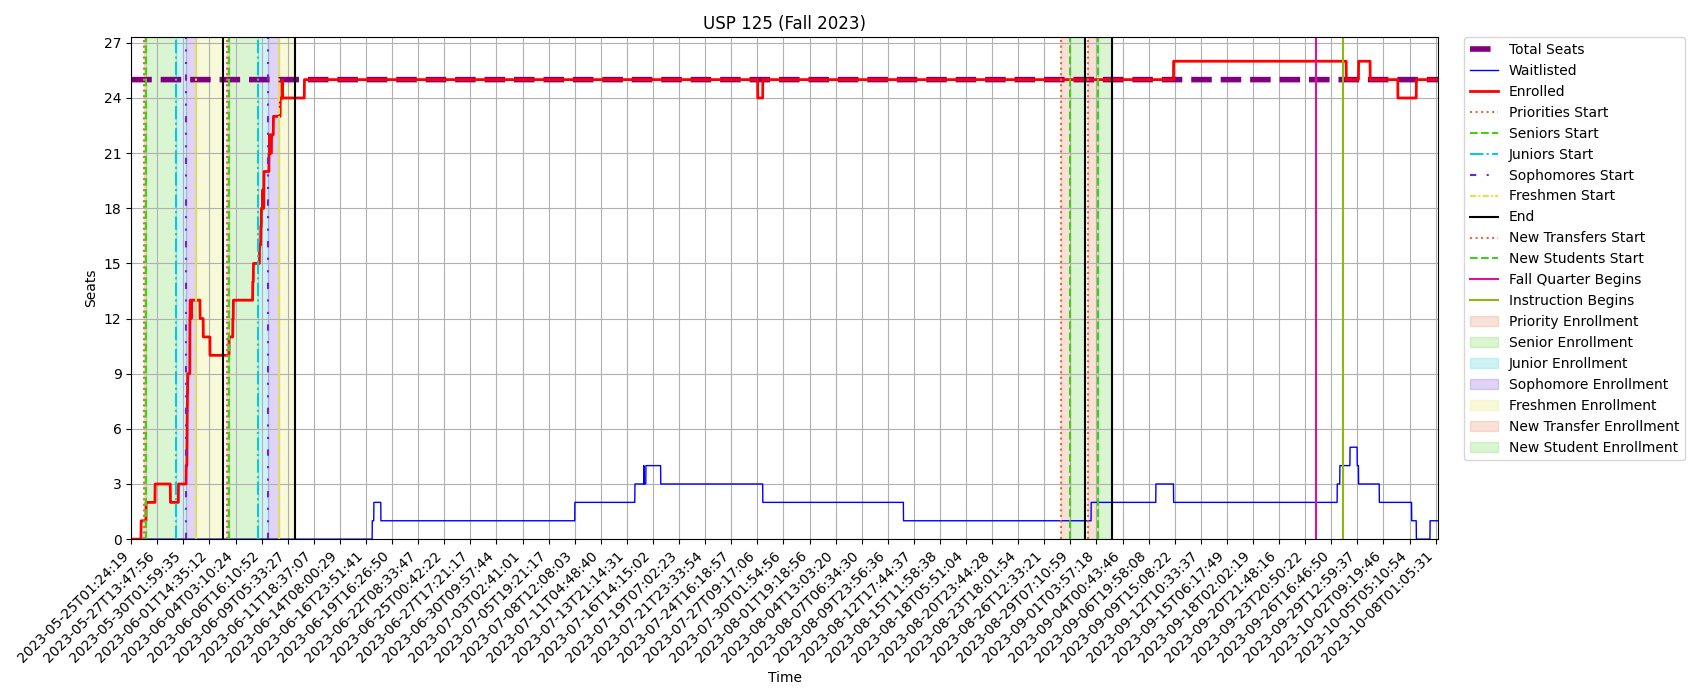 USP 125 (Fall 2023)
27
24
21
18
15
12
9
6
3
0
Seats
2023-05-25T01:24:19
2023-05-27T13:47:56
2023-05-30T01:59:35
2023-06-01T14:35:12
2023-06-04T03:10:24
2023-06-06T16:10:52
2023-06-09T05:33:27
2023-06-11T18:37:07
2023-06-14T08:00:29
2023-06-16T23:51:41
2023-06-19T16:26:50
2023-06-22T08:33:47
2023-06-25T00:42:22
2023-06-27T17:21:17
2023-06-30T09:57:44
2023-07-03T02:41:01
2023-07-05T19:21:17
2023-07-08T12:08:03
2023-07-11T04:48:40
2023-07-13T21:14:31
2023-07-16T14:15:02
2023-07-19T07:02:23
2023-07-21T23:33:54
2023-07-24T16:18:57
2023-07-27T09:17:06
2023-07-30T01:54:56
2023-08-01T19:18:56
2023-08-04T13:03:20
2023-08-07T06:34:30
2023-08-09T23:56:36
2023-08-12T17:44:37
2023-08-15T11:58:38
2023-08-18T05:51:04
2023-08-20T23:44:28
2023-08-23T18:01:54
2023-08-26T12:33:21
2023-08-29T07:10:59
2023-09-01T03:57:18
2023-09-04T00:43:46
2023-09-06T19:58:08
2023-09-09T15:08:22
2023-09-12T10:33:37
2023-09-15T06:17:49
2023-09-18T02:02:19
2023-09-20T21:48:16
2023-09-23T20:50:22
2023-09-26T16:46:50
2023-09-29T12:59:37
2023-10-02T09:19:46
2023-10-05T05:10:54
2023-10-08T01:05:31
Time
Total Seats
Waitlisted
Enrolled
Priorities Start
Seniors Start
Juniors Start
Sophomores Start
Freshmen Start
End
New Transfers Start
New Students Start
Fall Quarter Begins
Instruction Begins
Priority Enrollment
Senior Enrollment
Junior Enrollment
Sophomore Enrollment
Freshmen Enrollment
New Transfer Enrollment
New Student Enrollment